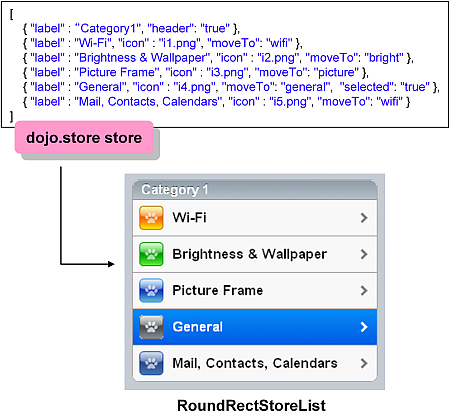 [
{ "label" : "Category1", "header": "true" },
{ "label" : "Wi-Fi", "icon" : "i1.png", "moveTo": "wifi" },
{ "label" : "Brightness & Wallpaper", "icon" : "i2.png", "moveTo": "bright" },
{ "label" : "Picture Frame", "icon" : "i3.png", "moveTo": "picture" },
{ "label" : "General", "icon" : "i4.png", "moveTo": "general", "selected": "true" },
{ "label" : "Mail, Contacts, Calendars", "icon" : "i5.png", "moveTo": "wifi" }
]
dojo.store store
Category 1
Wi-Fi
Brightness & Wallpaper
Picture Frame
General
Mail, Contacts, Calendars
RoundRectStoreList